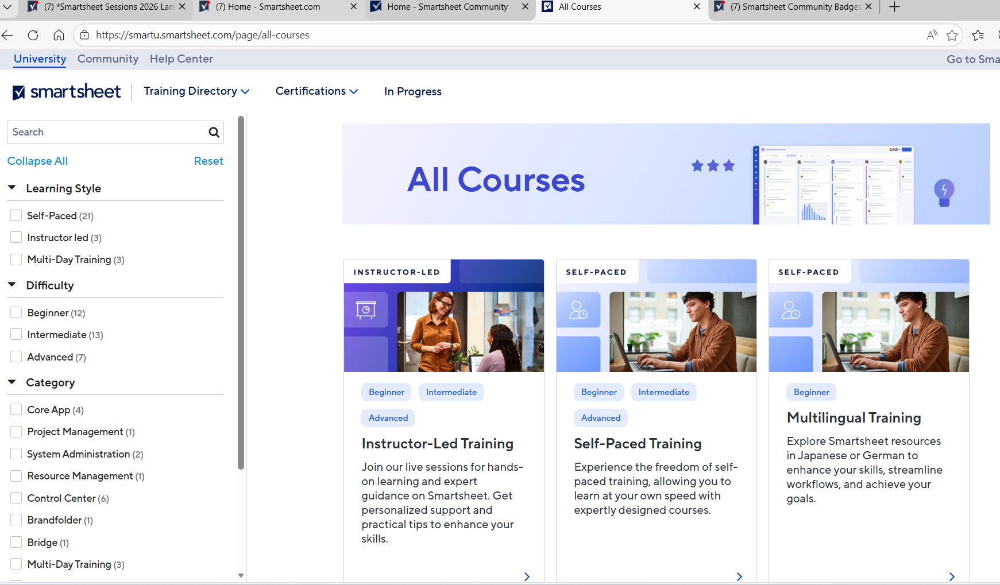 (7) *Smartsheet Sessions 2026 Lan
(7) Home - Smartsheet.com
Home - Smartsheet Community
All Courses
(7) Smartsheet Community Badges
https://smartu.smartsheet.com/page/all-courses
University
Community
Help Center
Go to Sma
smartsheet
Training Directory
Certifications
In Progress
Search
Collapse All
Reset
Learning Style
Self-Paced (21)
Instructor led (3)
Multi-Day Training (3)
Difficulty
Beginner (12)
Intermediate (13)
Advanced (7)
Category
Core App (4)
Project Management (1)
System Administration (2)
Resource Management (1)
Control Center (6)
Brandfolder (1)
Bridge (1)
Multi-Day Training (3)
All Courses
INSTRUCTOR-LED
Beginner
Intermediate
Advanced
Instructor-Led Training
Join our live sessions for hands-
on learning and expert
guidance on Smartsheet. Get
personalized support and
practical tips to enhance your
skills.
SELF-PACED
Beginner
Intermediate
Advanced
Self-Paced Training
Experience the freedom of self-
paced training, allowing you to
learn at your own speed with
expertly designed courses.
SELF-PACED
Beginner
Multilingual Training
Explore Smartsheet resources
in Japanese or German to
enhance your skills, streamline
workflows, and achieve your
goals.